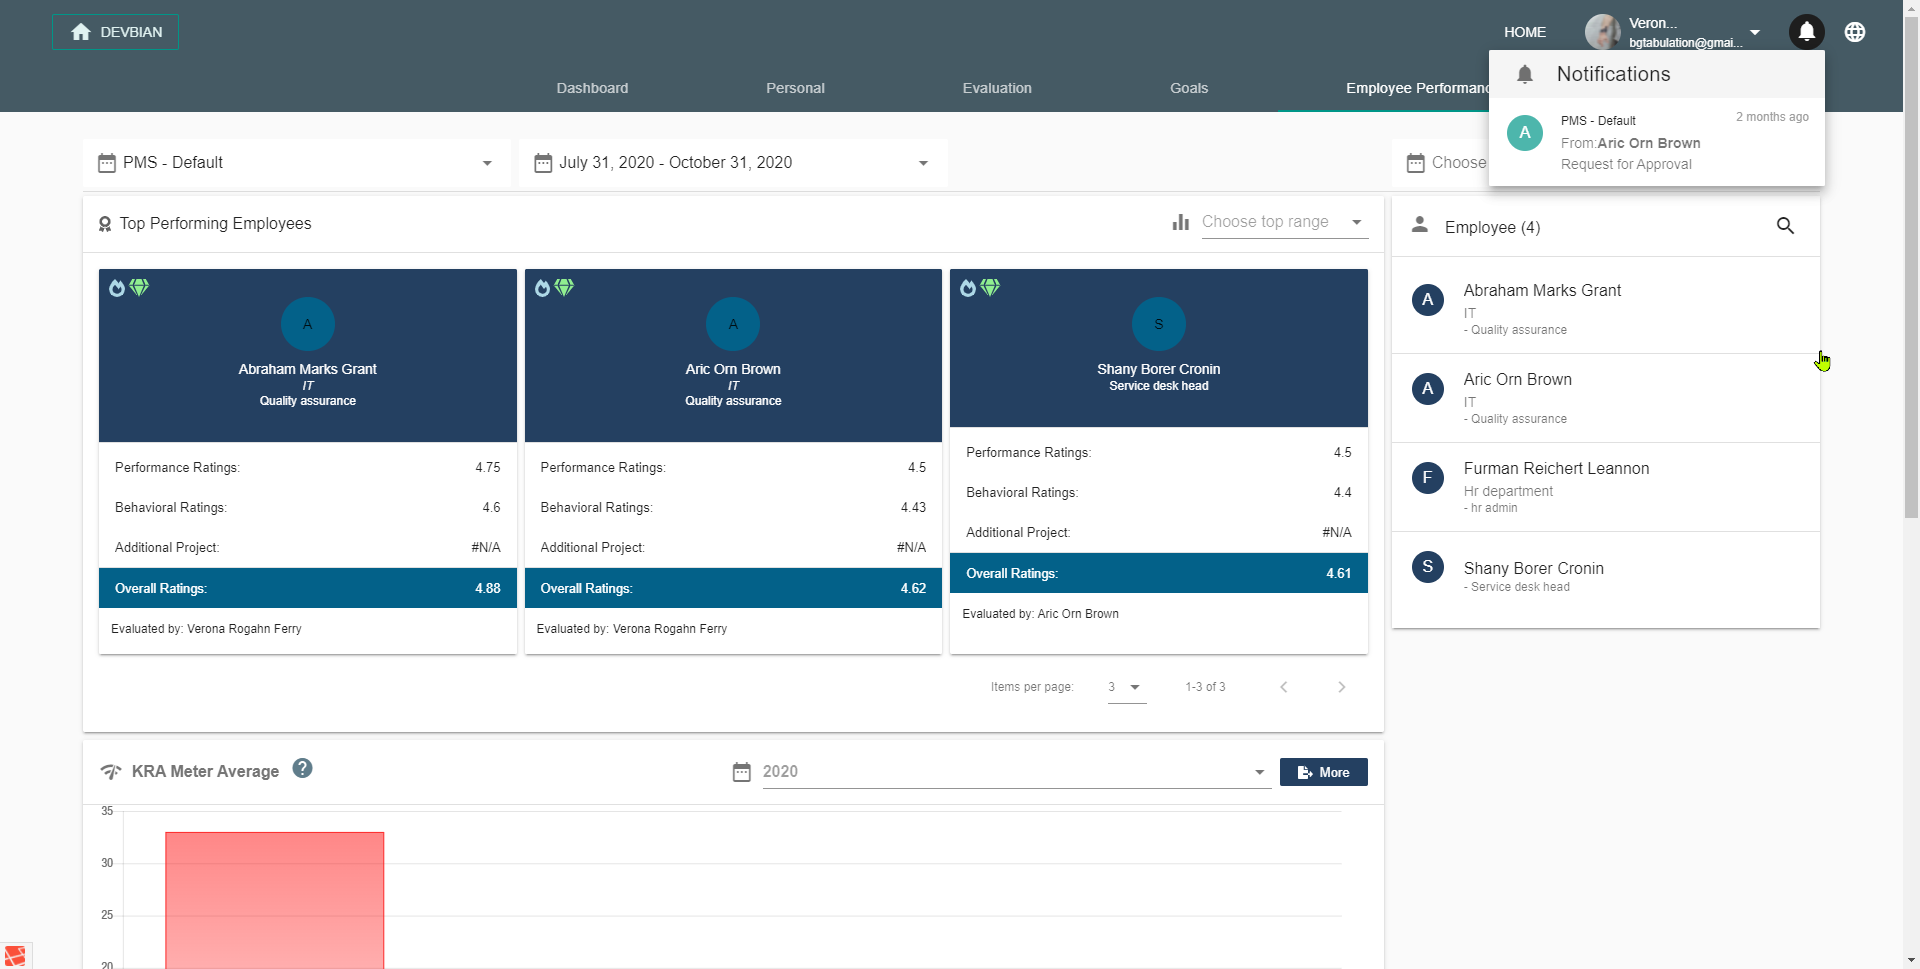 DEVBIAN
HOME
Veron...
bgtabulation@gmai...
Dashboard
Personal
Evaluation
Goals
Employee Performanc
Notifications
A
PMS - Default
2 months ago
From:Aric Orn Brown
Request for Approval
PMS - Default
July 31, 2020 - October 31, 2020
Choose
Top Performing Employees
Choose top range
A
Abraham Marks Grant
IT
Quality assurance
Performance Ratings: 4.75
Behavioral Ratings: 4.6
Additional Project: #N/A
Overall Ratings: 4.88
Evaluated by: Verona Rogahn Ferry
A
Aric Orn Brown
IT
Quality assurance
Performance Ratings: 4.5
Behavioral Ratings: 4.43
Additional Project: #N/A
Overall Ratings: 4.62
Evaluated by: Verona Rogahn Ferry
S
Shany Borer Cronin
Service desk head
Performance Ratings: 4.5
Behavioral Ratings: 4.4
Additional Project: #N/A
Overall Ratings: 4.61
Evaluated by: Aric Orn Brown
Items per page: 3
1-3 of 3
Employee (4)
A
Abraham Marks Grant
IT
- Quality assurance
A
Aric Orn Brown
IT
- Quality assurance
F
Furman Reichert Leannon
Hr department
- hr admin
S
Shany Borer Cronin
- Service desk head
KRA Meter Average ?
2020
More
35
30
25
20